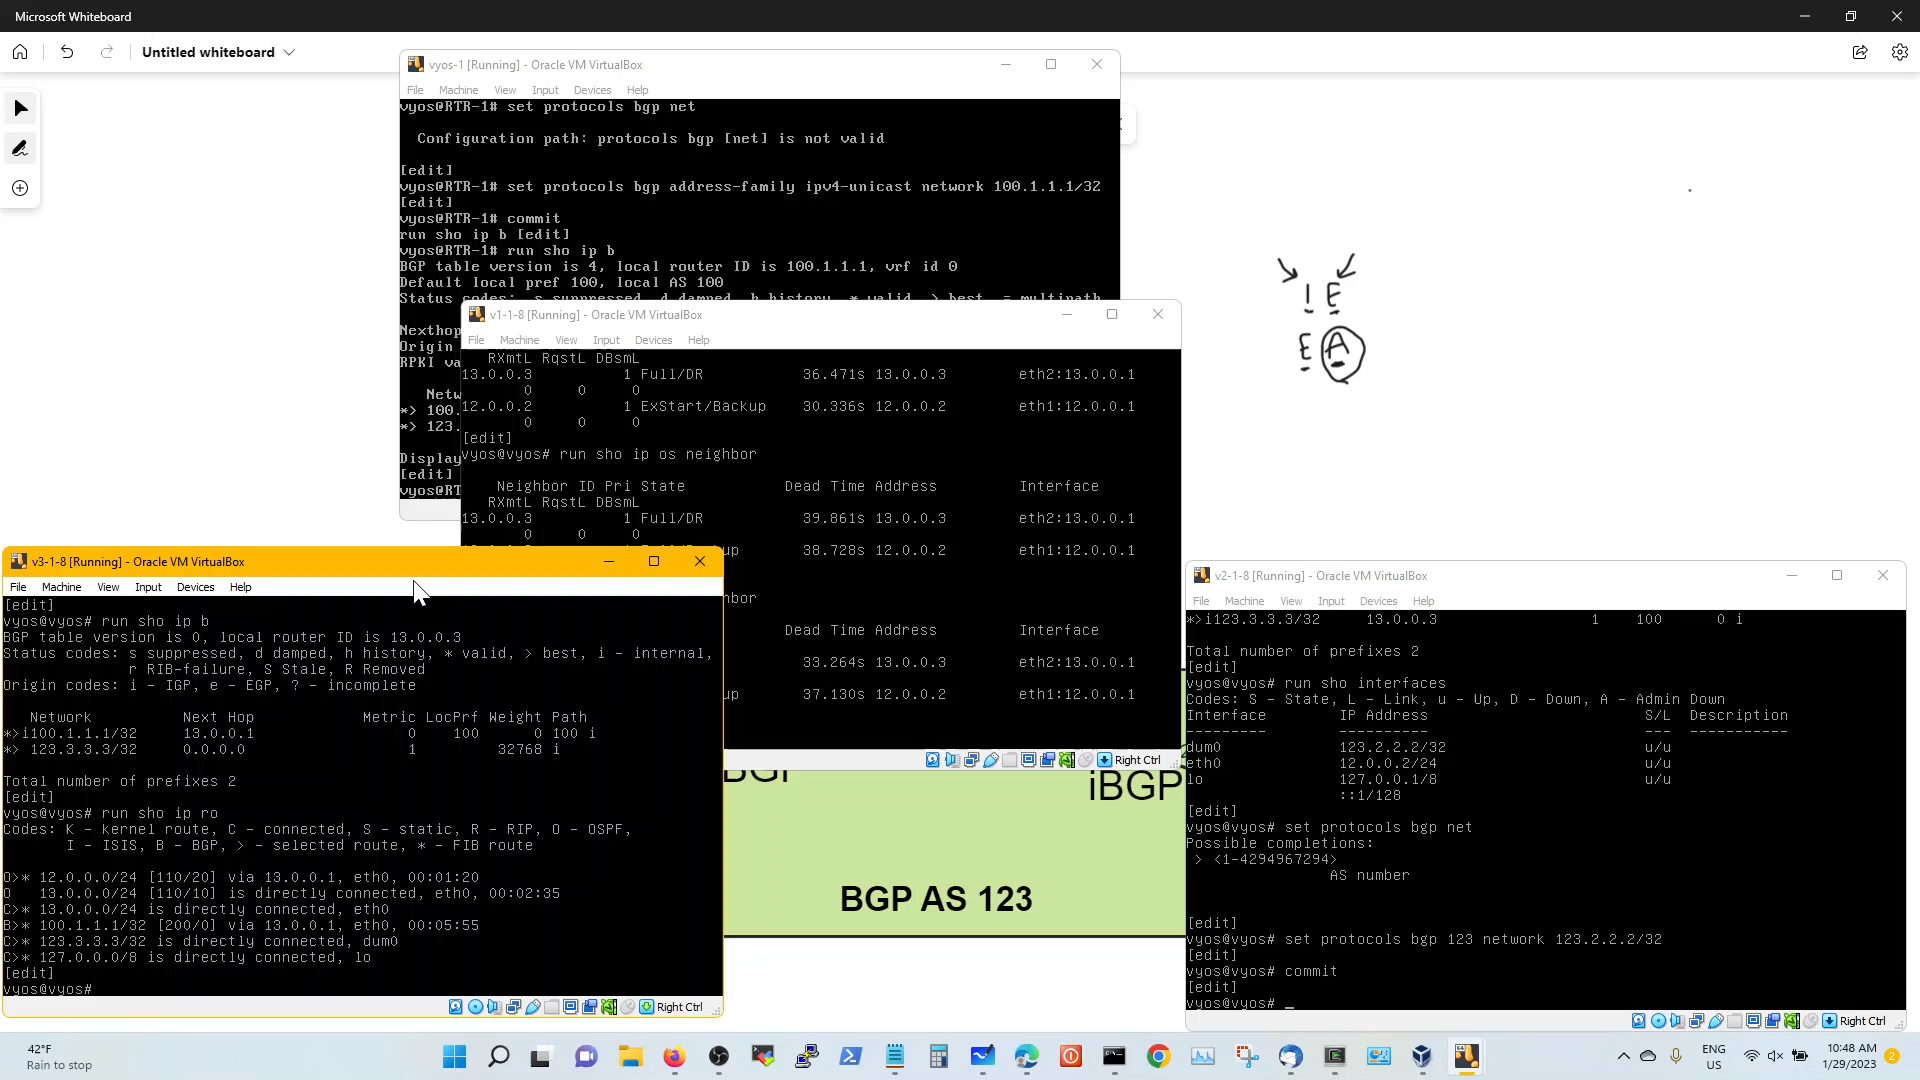 Microsoft Whiteboard
Untitled whiteboard
vyos-1 [Running] - Oracle VM VirtualBox
File Machine View Input Devices Help
vyos@RTR-1# set protocols bgp net
Configuration path: protocols bgp [net] is not valid
[edit]
vyos@RTR-1# set protocols bgp address-family ipv4-unicast network 100.1.1.1/32
[edit]
vyos@RTR-1# commit
run sho ip b [edit]
vyos@RTR-1# run sho ip b
BGP table version is 4, local router ID is 100.1.1.1, vrf id 0
Default local pref 100, local AS 100
Status codes: s suppressed, d damped, h history, * valid, > best, = multipath,
Nexthop
Origin
RPKI va
Netw
*> 100.
*> 123.
Display
[edit]
vyos@RT
v1-1-8 [Running] - Oracle VM VirtualBox
File Machine View Input Devices Help
RXmtL RqstL DBsmL
13.0.0.3 1 Full/DR 36.471s 13.0.0.3 eth2:13.0.0.1
0 0 0
12.0.0.2 1 ExStart/Backup 30.336s 12.0.0.2 eth1:12.0.0.1
0 0 0
[edit]
vyos@vyos# run sho ip os neighbor
Neighbor ID Pri State Dead Time Address Interface
RXmtL RqstL DBsmL
13.0.0.3 1 Full/DR 39.861s 13.0.0.3 eth2:13.0.0.1
0 0 0
up 38.728s 12.0.0.2 eth1:12.0.0.1
hbor
Dead Time Address Interface
33.264s 13.0.0.3 eth2:13.0.0.1
up 37.130s 12.0.0.2 eth1:12.0.0.1
Right Ctrl
I E
E A
v3-1-8 [Running] - Oracle VM VirtualBox
File Machine View Input Devices Help
[edit]
vyos@vyos# run sho ip b
BGP table version is 0, local router ID is 13.0.0.3
Status codes: s suppressed, d damped, h history, * valid, > best, i - internal,
r RIB-failure, S Stale, R Removed
Origin codes: i - IGP, e - EGP, ? - incomplete
Network Next Hop Metric LocPrf Weight Path
*>i100.1.1.1/32 13.0.0.1 0 100 0 100 i
*> 123.3.3.3/32 0.0.0.0 1 32768 i
Total number of prefixes 2
[edit]
vyos@vyos# run sho ip ro
Codes: K - kernel route, C - connected, S - static, R - RIP, O - OSPF,
I - ISIS, B - BGP, > - selected route, * - FIB route
O>* 12.0.0.0/24 [110/20] via 13.0.0.1, eth0, 00:01:20
O 13.0.0.0/24 [110/10] is directly connected, eth0, 00:02:35
C>* 13.0.0.0/24 is directly connected, eth0
B>* 100.1.1.1/32 [200/0] via 13.0.0.1, eth0, 00:05:55
C>* 123.3.3.3/32 is directly connected, dum0
C>* 127.0.0.0/8 is directly connected, lo
[edit]
vyos@vyos#
Right Ctrl
iBGP
BGP AS 123
v2-1-8 [Running] - Oracle VM VirtualBox
File Machine View Input Devices Help
*>i123.3.3.3/32 13.0.0.3 1 100 0 i
Total number of prefixes 2
[edit]
vyos@vyos# run sho interfaces
Codes: S - State, L - Link, u - Up, D - Down, A - Admin Down
Interface IP Address S/L Description
--------- ---------- --- -----------
dum0 123.2.2.2/32 u/u
eth0 12.0.0.2/24 u/u
lo 127.0.0.1/8 u/u
::1/128
[edit]
vyos@vyos# set protocols bgp net
Possible completions:
> <1-4294967294>
AS number
[edit]
vyos@vyos# set protocols bgp 123 network 123.2.2.2/32
[edit]
vyos@vyos# commit
[edit]
vyos@vyos# _
Right Ctrl
42°F
Rain to stop
ENG
US
10:48 AM
1/29/2023
2